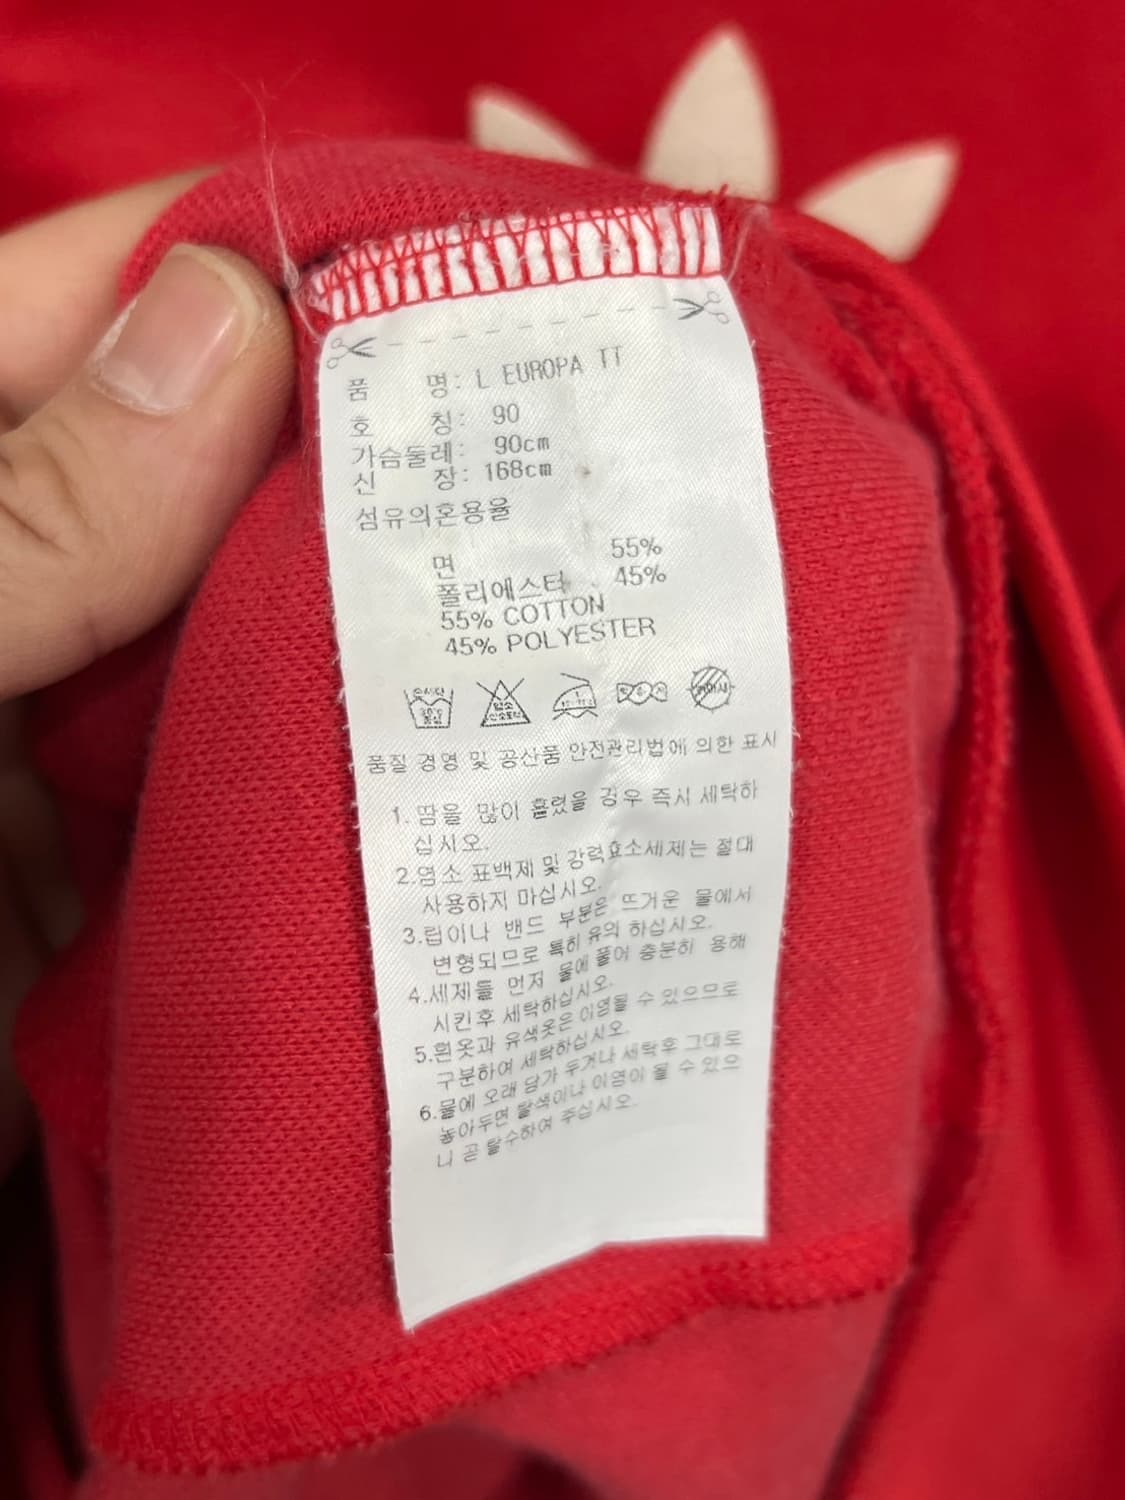 품 명: L EUROPA TT
호 칭: 90
가슴둘레: 90cm
신 장: 168cm
섬유의혼용율
면 55%
폴리에스터 45%
55% COTTON
45% POLYESTER
품질 경영 및 공산품 안전관리법에 의한 표시
1. 땀을 많이 흘렸을 경우 즉시 세탁하
십시오.
2.염소 표백제 및 강력효소세제는 절대
사용하지 마십시오.
3.립이나 밴드 부분은 뜨거운 물에서
변형되므로 특히 유의 하십시오.
4.세제를 먼저 물에 풀어 충분히 용해
시킨후 세탁하십시오.
5.흰옷과 유색옷은 이염될 수 있으므로
구분하여 세탁하십시오.
6.물에 오래 담가 두거나 세탁후 그대로
놓아두면 탈색이나 이염이 될 수 있으
니 곧 탈수하여 주십시오.